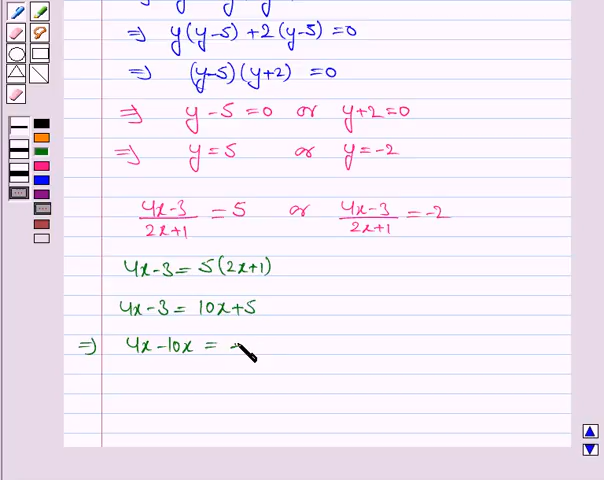 ⇒ y(y-5)+2(y-5)=0
⇒ (y-5)(y+2) =0
⇒ y-5=0 or y+2=0
⇒ y=5 or y=-2
(4x-3)/(2x+1) = 5 or (4x-3)/(2x+1) = -2
4x-3 = 5(2x+1)
4x-3 = 10x+5
⇒ 4x-10x =